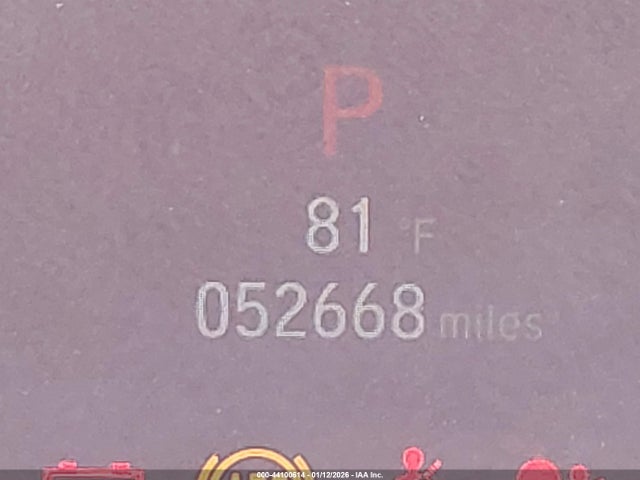 P
81 °F
052668 miles
000-44100614 - 01/12/2026 - IAA Inc.